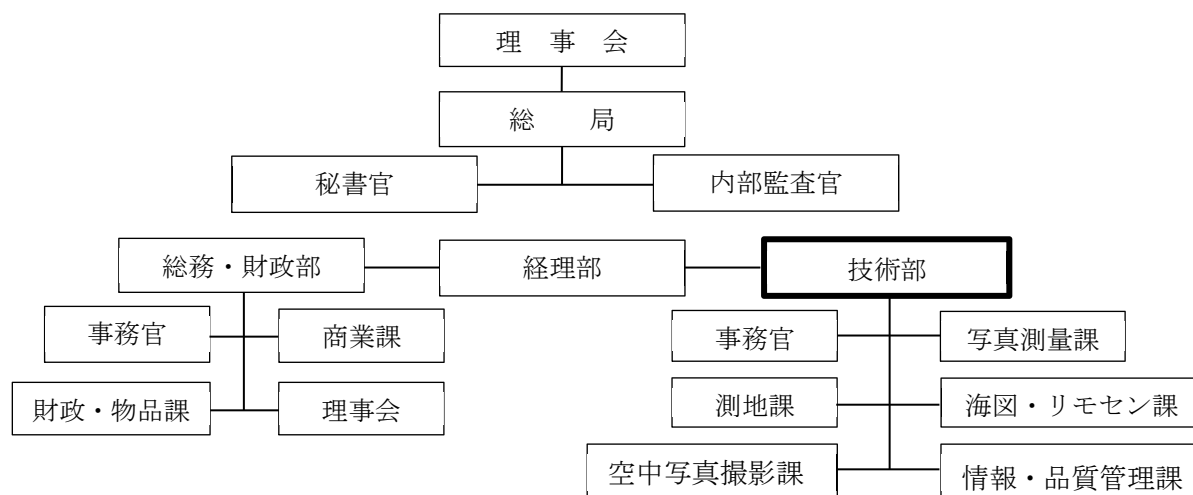 理　事　会
総　　局
秘書官
内部監査官
総務・財政部
経理部
技術部
事務官
商業課
事務官
写真測量課
財政・物品課
理事会
測地課
海図・リモセン課
空中写真撮影課
情報・品質管理課